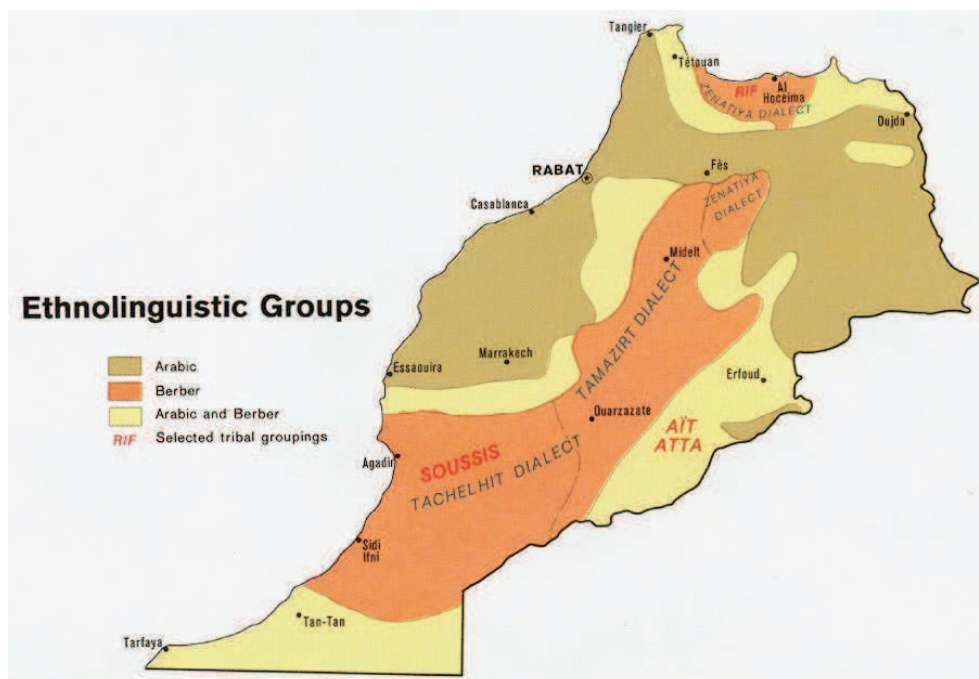 Tangier
Tétouan
RIF
Al
Hoceima
ZENATIYA DIALECT
Oujda
RABAT
Fès
ZENATIYA
DIALECT
Casablanca
Midelt
Ethnolinguistic Groups
Arabic
Berber
Arabic and Berber
RIF Selected tribal groupings
TAMAZIRT DIALECT
Marrakech
Essaouira
Erfoud
Ouarzazate
AÏT
ATTA
Agadir
SOUSSIS
TACHELHIT DIALECT
Sidi
Ifni
Tan-Tan
Tarfaya